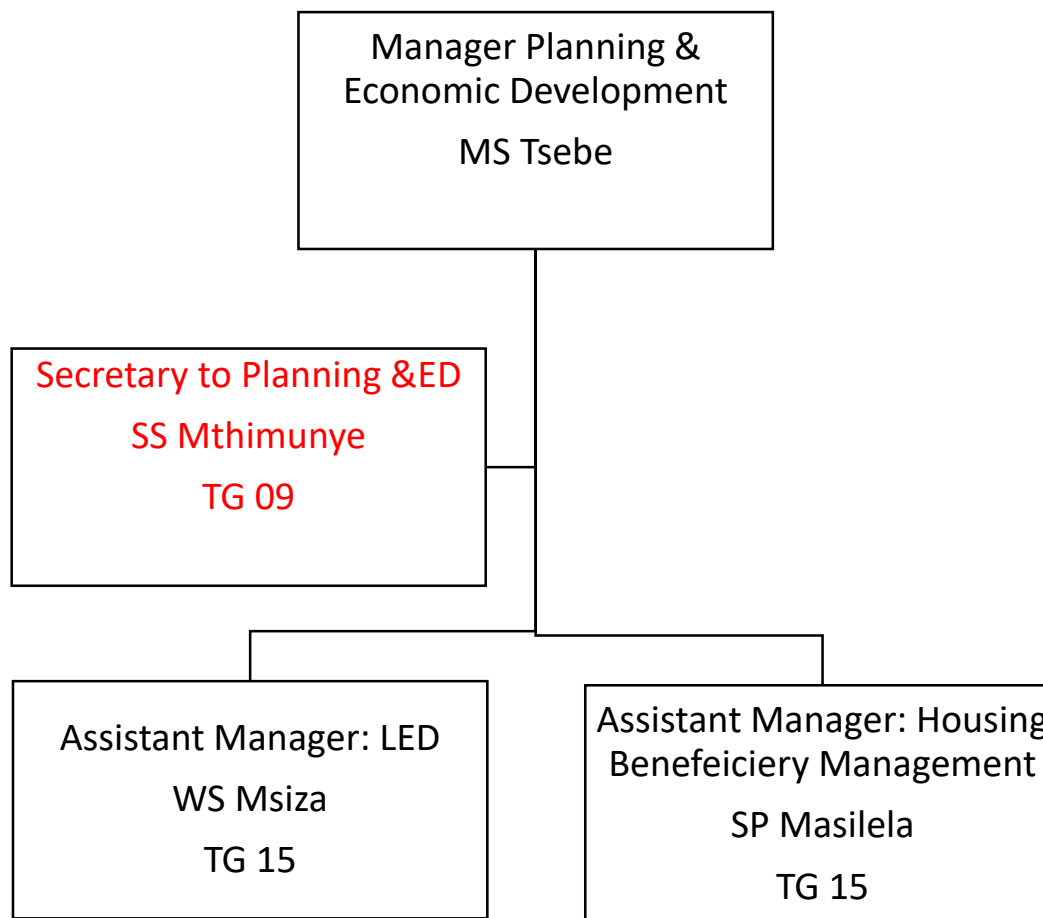 Manager Planning &
Economic Development
MS Tsebe
Secretary to Planning &ED
SS Mthimunye
TG 09
Assistant Manager: LED
WS Msiza
TG 15
Assistant Manager: Housing
Benefeiciery Management
SP Masilela
TG 15